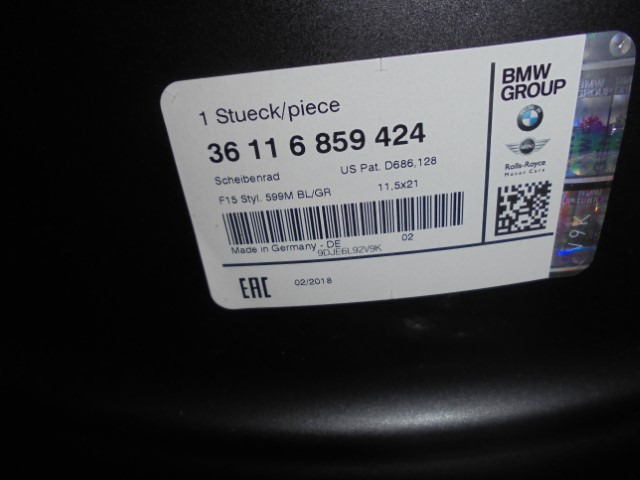 1 Stueck/piece
36 11 6 859 424
Scheibenrad US Pat. D686,128
F15 Styl. 599M BL/GR 11,5x21
Made in Germany - DE 02
9DJE6L92V9K
EAC 02/2018
BMW
GROUP
Rolls-Royce
Motor Cars
V9K